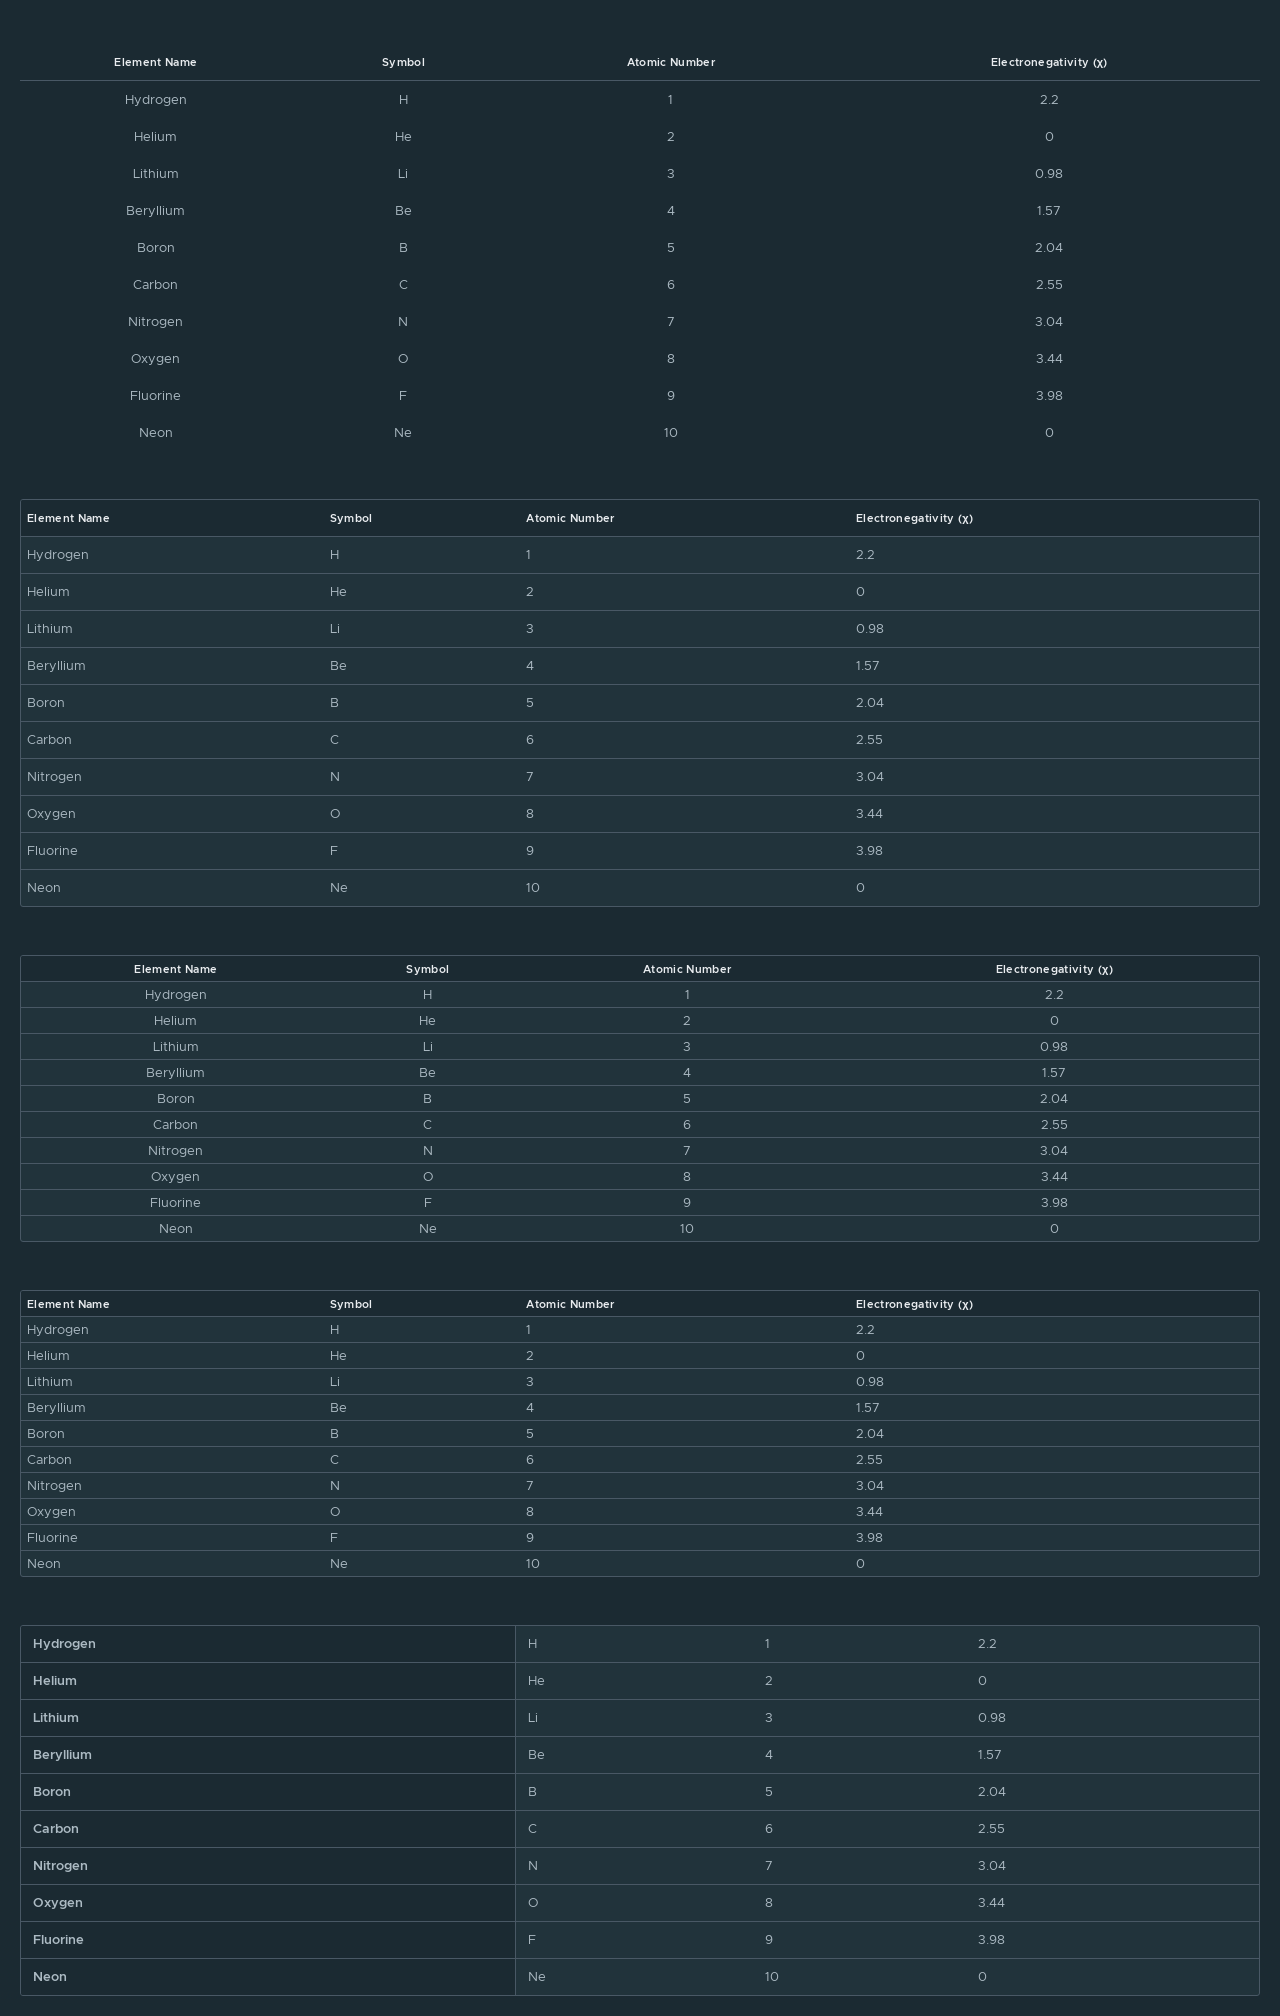 Element Name Symbol Atomic Number Electronegativity (χ)
Hydrogen H 1 2.2
Helium He 2 0
Lithium Li 3 0.98
Beryllium Be 4 1.57
Boron B 5 2.04
Carbon C 6 2.55
Nitrogen N 7 3.04
Oxygen O 8 3.44
Fluorine F 9 3.98
Neon Ne 10 0
Element Name Symbol Atomic Number Electronegativity (χ)
Hydrogen H 1 2.2
Helium He 2 0
Lithium Li 3 0.98
Beryllium Be 4 1.57
Boron B 5 2.04
Carbon C 6 2.55
Nitrogen N 7 3.04
Oxygen O 8 3.44
Fluorine F 9 3.98
Neon Ne 10 0
Element Name Symbol Atomic Number Electronegativity (χ)
Hydrogen H 1 2.2
Helium He 2 0
Lithium Li 3 0.98
Beryllium Be 4 1.57
Boron B 5 2.04
Carbon C 6 2.55
Nitrogen N 7 3.04
Oxygen O 8 3.44
Fluorine F 9 3.98
Neon Ne 10 0
Element Name Symbol Atomic Number Electronegativity (χ)
Hydrogen H 1 2.2
Helium He 2 0
Lithium Li 3 0.98
Beryllium Be 4 1.57
Boron B 5 2.04
Carbon C 6 2.55
Nitrogen N 7 3.04
Oxygen O 8 3.44
Fluorine F 9 3.98
Neon Ne 10 0
Hydrogen H 1 2.2
Helium He 2 0
Lithium Li 3 0.98
Beryllium Be 4 1.57
Boron B 5 2.04
Carbon C 6 2.55
Nitrogen N 7 3.04
Oxygen O 8 3.44
Fluorine F 9 3.98
Neon Ne 10 0